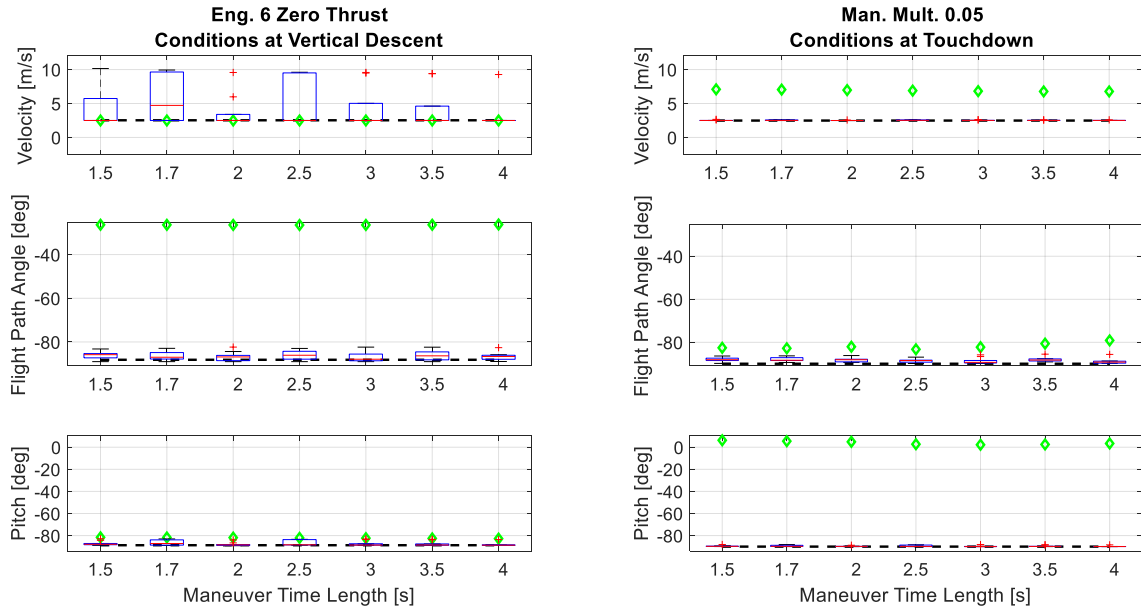 Eng. 6 Zero Thrust
Conditions at Vertical Descent
Velocity [m/s]
10
5
0
1.5 1.7 2 2.5 3 3.5 4
Flight Path Angle [deg]
-40
-60
-80
1.5 1.7 2 2.5 3 3.5 4
Pitch [deg]
0
-20
-40
-60
-80
1.5 1.7 2 2.5 3 3.5 4
Maneuver Time Length [s]
Man. Mult. 0.05
Conditions at Touchdown
Velocity [m/s]
10
5
0
1.5 1.7 2 2.5 3 3.5 4
Flight Path Angle [deg]
-40
-60
-80
1.5 1.7 2 2.5 3 3.5 4
Pitch [deg]
0
-20
-40
-60
-80
1.5 1.7 2 2.5 3 3.5 4
Maneuver Time Length [s]